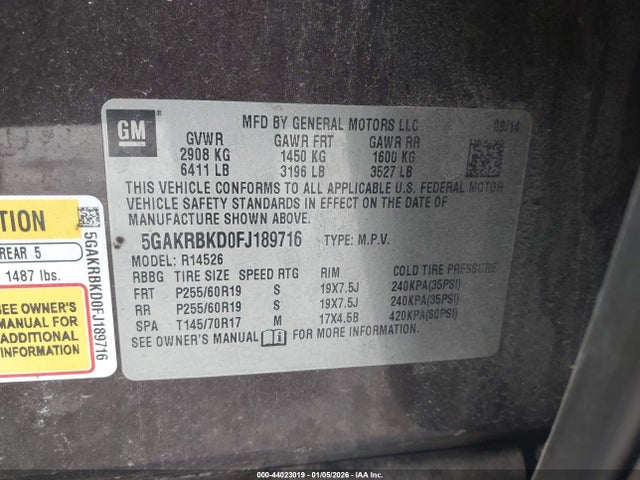 GM
MFD BY GENERAL MOTORS LLC 09/14
GVWR GAWR FRT GAWR RR
2908 KG 1450 KG 1600 KG
6411 LB 3196 LB 3527 LB
THIS VEHICLE CONFORMS TO ALL APPLICABLE U.S. FEDERAL MOTOR
VEHICLE SAFETY STANDARDS IN EFFECT ON THE DATE OF
MANUFACTURE SHOWN ABOVE.
5GAKRBKD0FJ189716 TYPE: M.P.V.
MODEL: R14526
RBBG TIRE SIZE SPEED RTG RIM COLD TIRE PRESSURE
FRT P255/60R19 S 19X7.5J 240KPA(35PSI)
RR P255/60R19 S 19X7.5J 240KPA(35PSI)
SPA T145/70R17 M 17X4.5B 420KPA(60PSI)
SEE OWNER'S MANUAL FOR MORE INFORMATION.
5GAKRBKD0FJ189716
REAR 5
1487 lbs.
SEE OWNER'S
MANUAL FOR
ADDITIONAL
INFORMATION
000-44023019 - 01/05/2026 - IAA Inc.